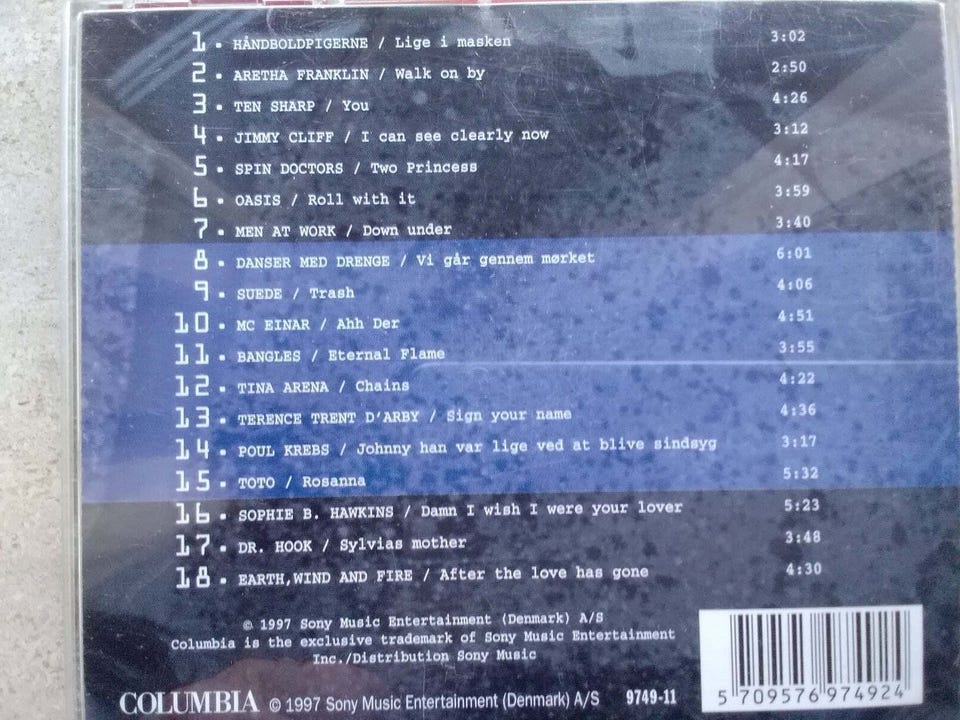 1. HÅNDBOLDPIGERNE / Lige i masken 3:02
2. ARETHA FRANKLIN / Walk on by 2:50
3. TEN SHARP / You 4:26
4. JIMMY CLIFF / I can see clearly now 3:12
5. SPIN DOCTORS / Two Princess 4:17
6. OASIS / Roll with it 3:59
7. MEN AT WORK / Down under 3:40
8. DANSER MED DRENGE / Vi går gennem mørket 6:01
9. SUEDE / Trash 4:06
10. MC EINAR / Ahh Der 4:51
11. BANGLES / Eternal Flame 3:55
12. TINA ARENA / Chains 4:22
13. TERENCE TRENT D'ARBY / Sign your name 4:36
14. POUL KREBS / Johnny han var lige ved at blive sindsyg 3:17
15. TOTO / Rosanna 5:32
16. SOPHIE B. HAWKINS / Damn I wish I were your lover 5:23
17. DR. HOOK / Sylvias mother 3:48
18. EARTH,WIND AND FIRE / After the love has gone 4:30
© 1997 Sony Music Entertainment (Denmark) A/S
Columbia is the exclusive trademark of Sony Music Entertainment
Inc./Distribution Sony Music
COLUMBIA © 1997 Sony Music Entertainment (Denmark) A/S 9749-11
5 709576 974924